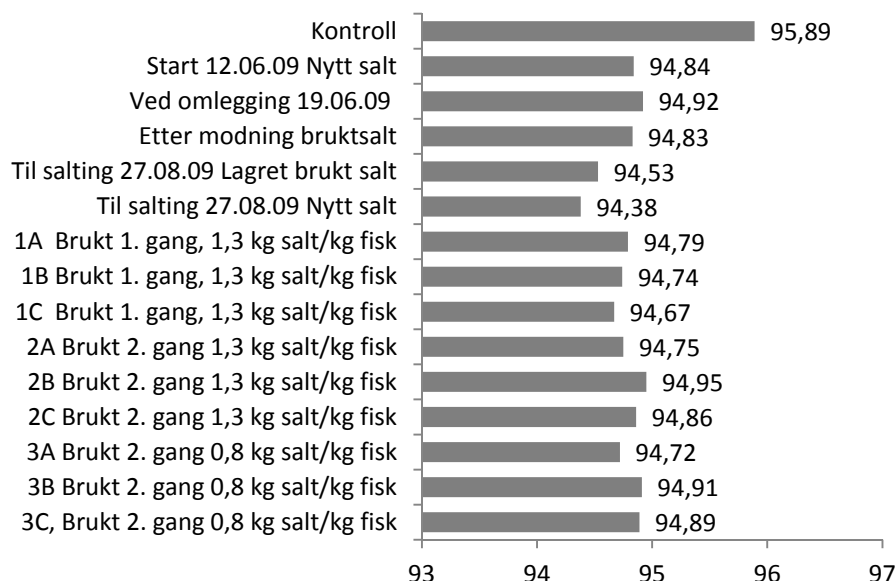 Kontroll 95,89
Start 12.06.09 Nytt salt 94,84
Ved omlegging 19.06.09 94,92
Etter modning bruktsalt 94,83
Til salting 27.08.09 Lagret brukt salt 94,53
Til salting 27.08.09 Nytt salt 94,38
1A Brukt 1. gang, 1,3 kg salt/kg fisk 94,79
1B Brukt 1. gang, 1,3 kg salt/kg fisk 94,74
1C Brukt 1. gang, 1,3 kg salt/kg fisk 94,67
2A Brukt 2. gang 1,3 kg salt/kg fisk 94,75
2B Brukt 2. gang 1,3 kg salt/kg fisk 94,95
2C Brukt 2. gang 1,3 kg salt/kg fisk 94,86
3A Brukt 2. gang 0,8 kg salt/kg fisk 94,72
3B Brukt 2. gang 0,8 kg salt/kg fisk 94,91
3C, Brukt 2. gang 0,8 kg salt/kg fisk 94,89
93 94 95 96 97